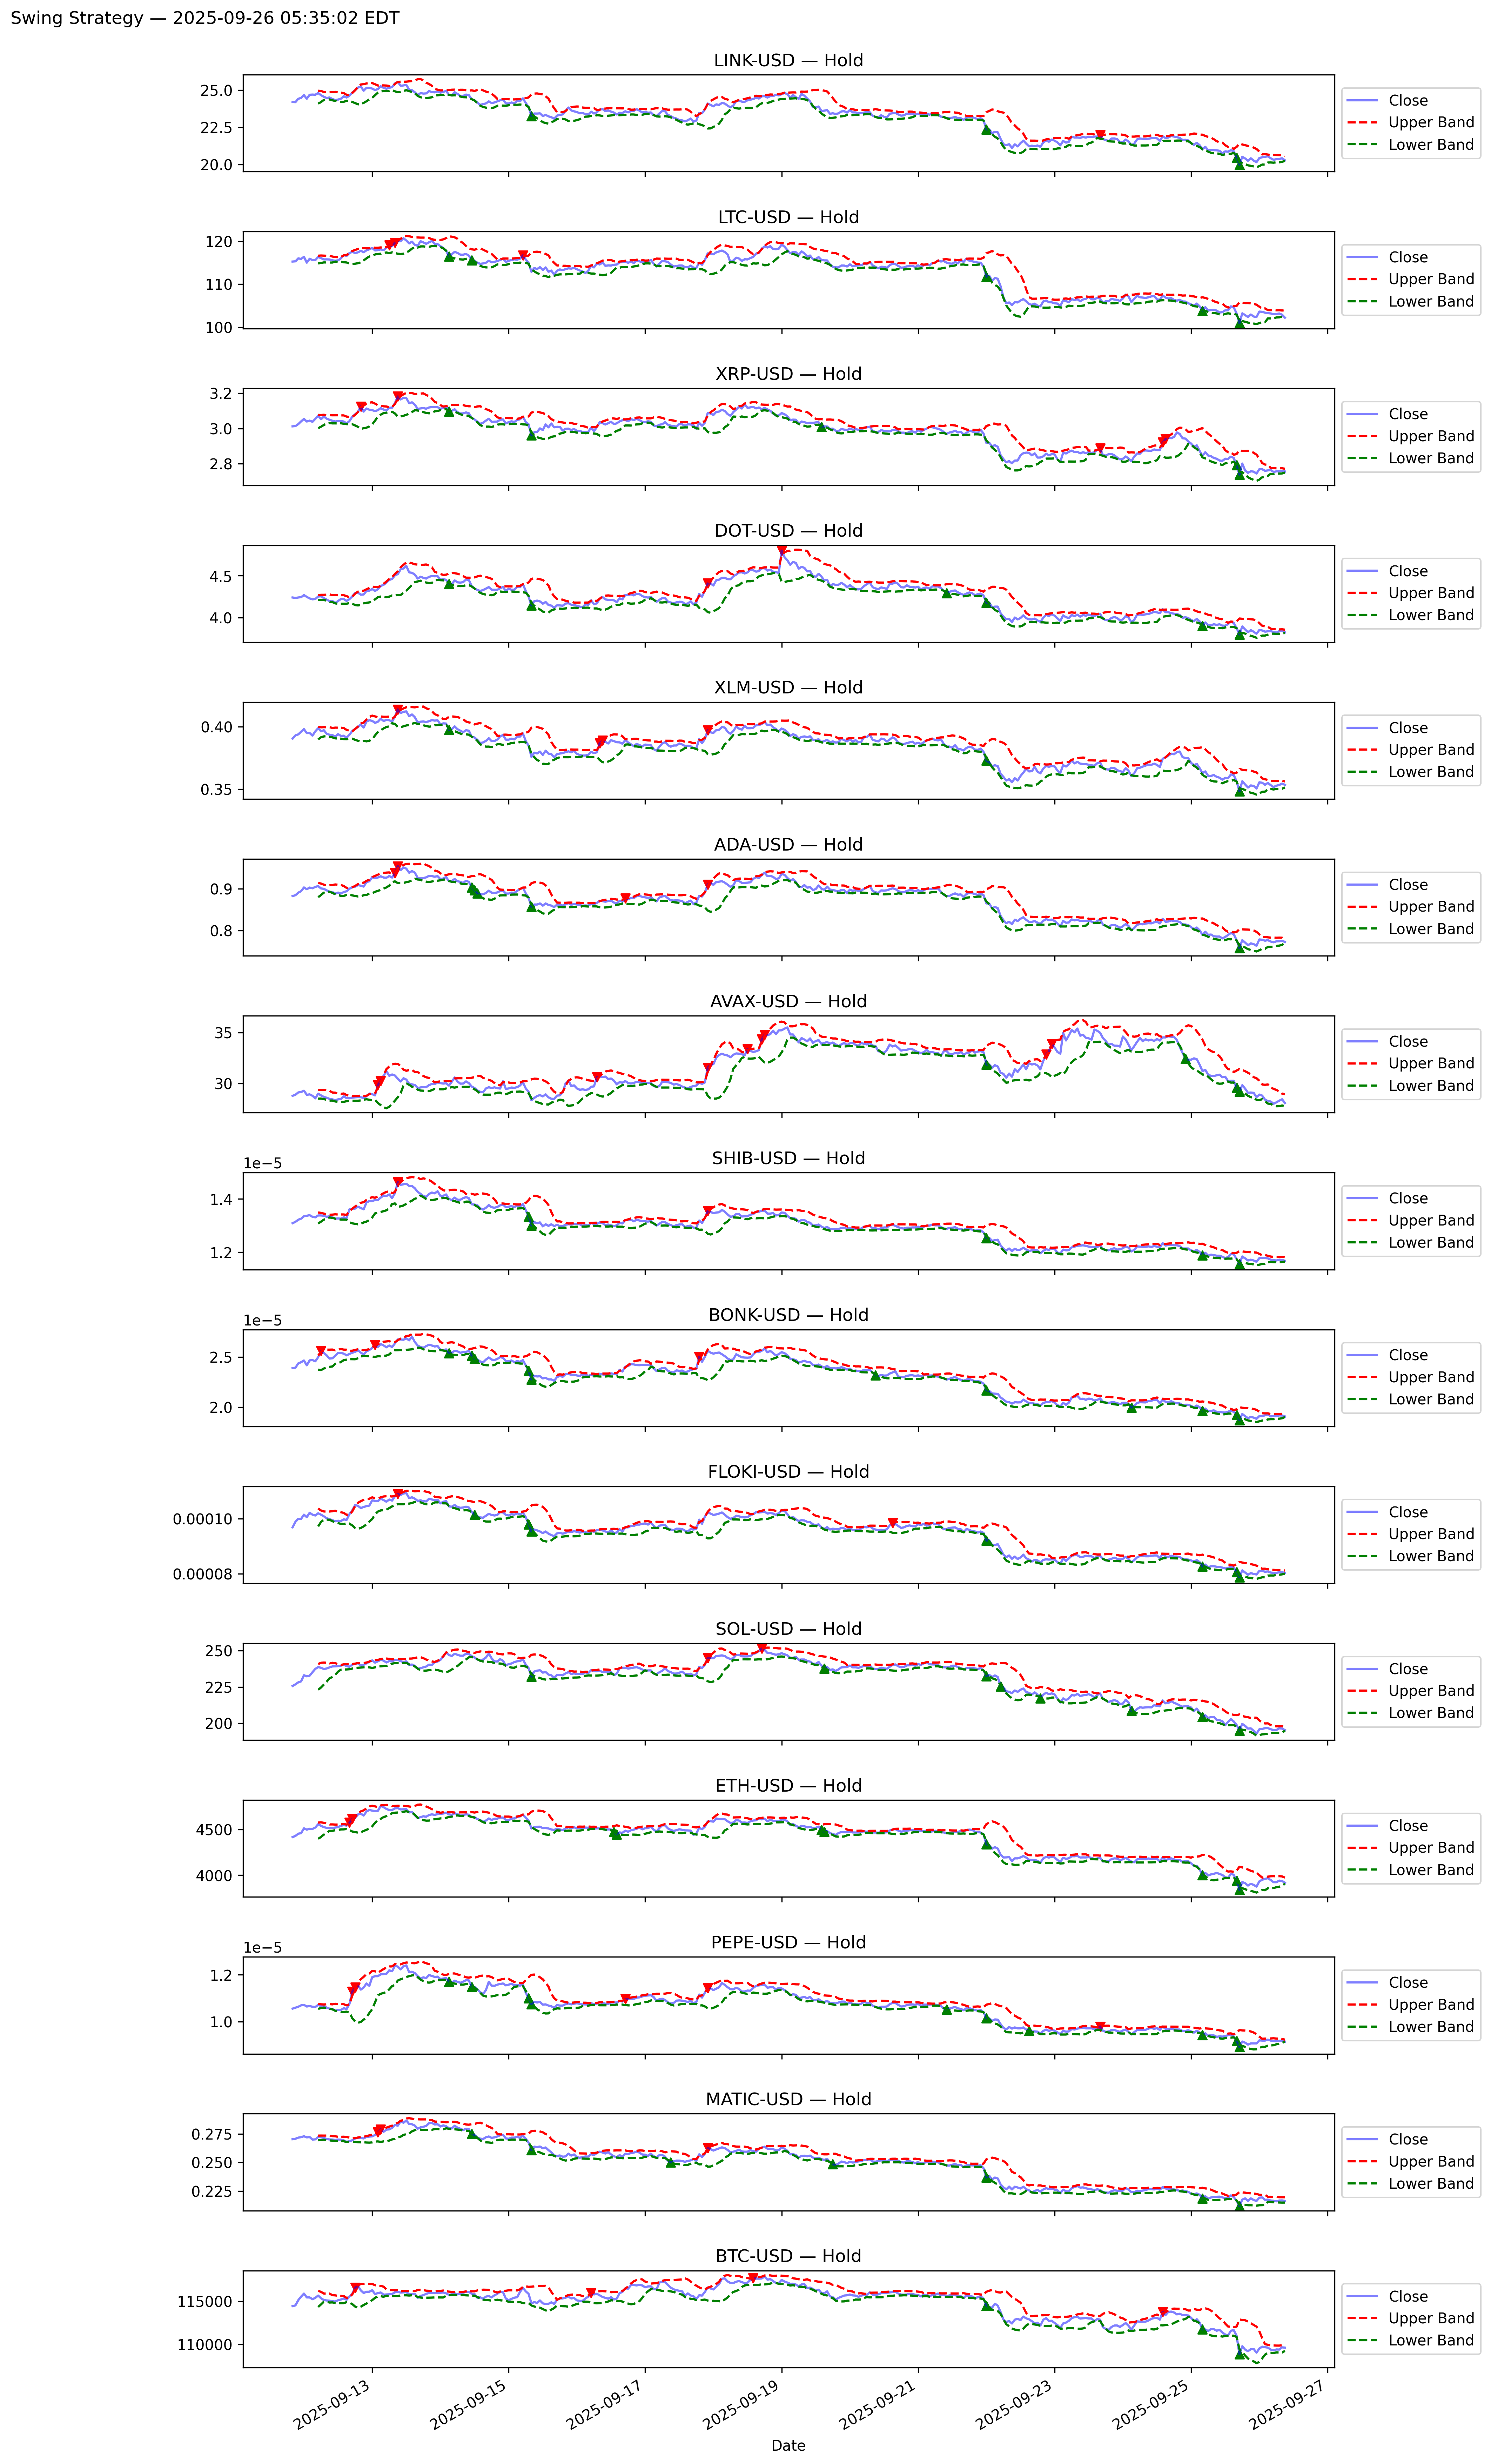 Swing Strategy — 2025-09-26 05:35:02 EDT
LINK-USD — Hold
25.0
22.5
20.0
Close
Upper Band
Lower Band
LTC-USD — Hold
120
110
100
Close
Upper Band
Lower Band
XRP-USD — Hold
3.2
3.0
2.8
Close
Upper Band
Lower Band
DOT-USD — Hold
4.5
4.0
Close
Upper Band
Lower Band
XLM-USD — Hold
0.40
0.35
Close
Upper Band
Lower Band
ADA-USD — Hold
0.9
0.8
Close
Upper Band
Lower Band
AVAX-USD — Hold
35
30
Close
Upper Band
Lower Band
SHIB-USD — Hold
1e−5
1.4
1.2
Close
Upper Band
Lower Band
BONK-USD — Hold
1e−5
2.5
2.0
Close
Upper Band
Lower Band
FLOKI-USD — Hold
0.00010
0.00008
Close
Upper Band
Lower Band
SOL-USD — Hold
250
225
200
Close
Upper Band
Lower Band
ETH-USD — Hold
4500
4000
Close
Upper Band
Lower Band
PEPE-USD — Hold
1e−5
1.2
1.0
Close
Upper Band
Lower Band
MATIC-USD — Hold
0.275
0.250
0.225
Close
Upper Band
Lower Band
BTC-USD — Hold
115000
110000
Close
Upper Band
Lower Band
2025-09-13
2025-09-15
2025-09-17
2025-09-19
2025-09-21
2025-09-23
2025-09-25
2025-09-27
Date